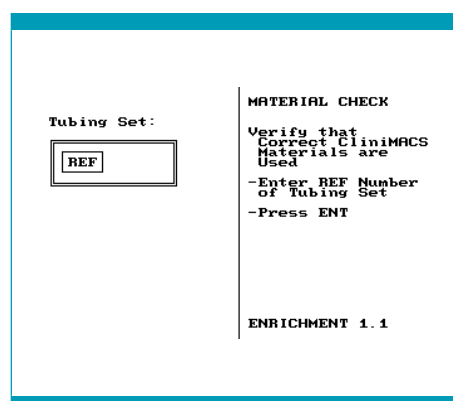 Tubing Set:
REF
MATERIAL CHECK
Verify that
Correct CliniMACS
Materials are
Used
-Enter REF Number
of Tubing Set
-Press ENT
ENRICHMENT 1.1